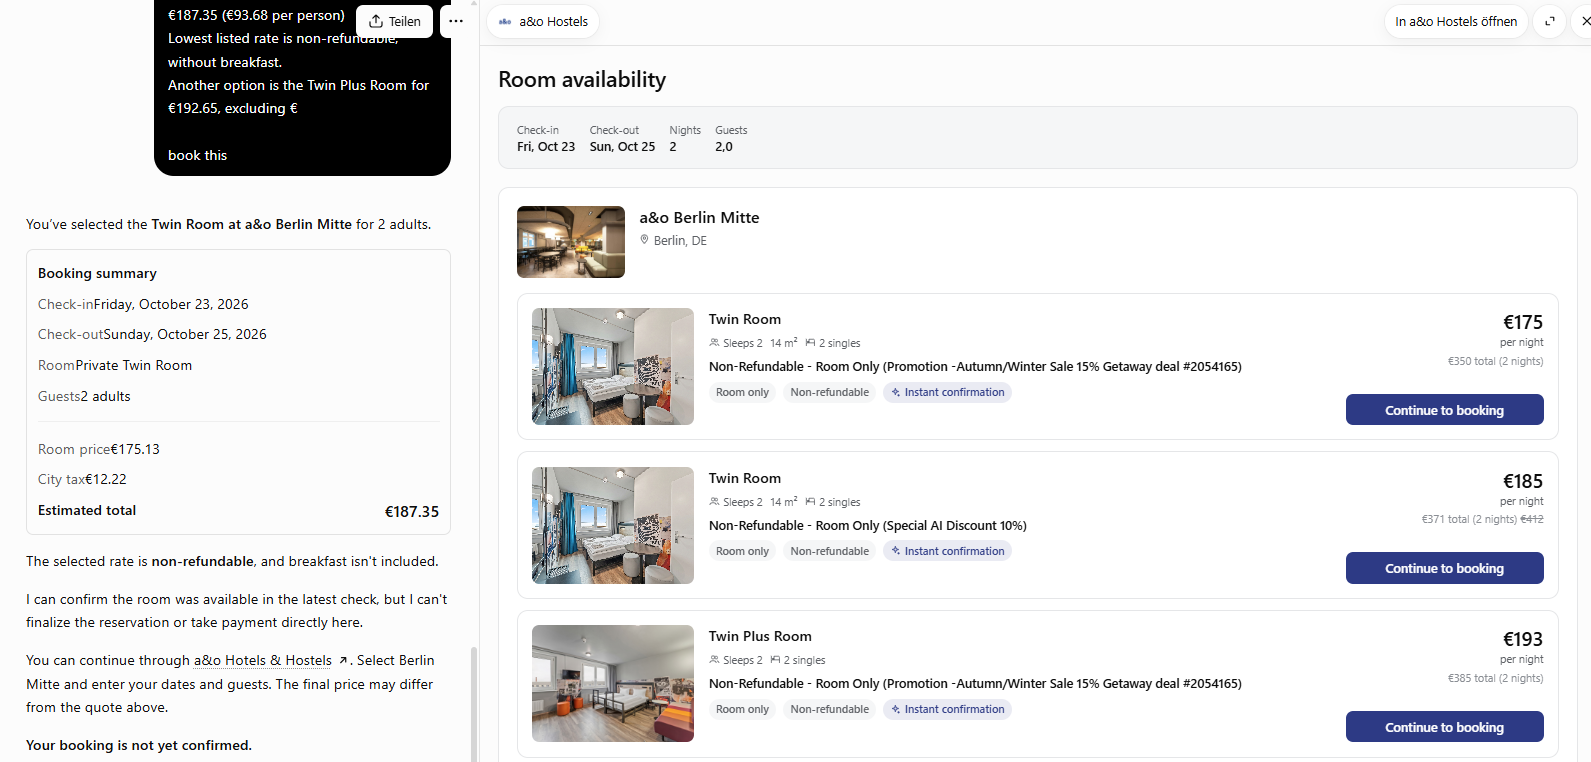 €187.35 (€93.68 per person)
Lowest listed rate is non-refundable,
without breakfast.
Another option is the Twin Plus Room for
€192.65, excluding €
book this
Teilen
You've selected the Twin Room at a&o Berlin Mitte for 2 adults.
Booking summary
Check-inFriday, October 23, 2026
Check-outSunday, October 25, 2026
RoomPrivate Twin Room
Guests2 adults
Room price€175.13
City tax€12.22
Estimated total €187.35
The selected rate is non-refundable, and breakfast isn't included.
I can confirm the room was available in the latest check, but I can't
finalize the reservation or take payment directly here.
You can continue through a&o Hotels & Hostels ↗. Select Berlin
Mitte and enter your dates and guests. The final price may differ
from the quote above.
Your booking is not yet confirmed.
a&o Hostels
In a&o Hostels öffnen
Room availability
Check-in Check-out Nights Guests
Fri, Oct 23 Sun, Oct 25 2 2,0
a&o Berlin Mitte
Berlin, DE
Twin Room
Sleeps 2 14 m² 2 singles
Non-Refundable - Room Only (Promotion -Autumn/Winter Sale 15% Getaway deal #2054165)
Room only Non-refundable Instant confirmation
€175
per night
€350 total (2 nights)
Continue to booking
Twin Room
Sleeps 2 14 m² 2 singles
Non-Refundable - Room Only (Special AI Discount 10%)
Room only Non-refundable Instant confirmation
€185
per night
€371 total (2 nights) €412
Continue to booking
Twin Plus Room
Sleeps 2 2 singles
Non-Refundable - Room Only (Promotion -Autumn/Winter Sale 15% Getaway deal #2054165)
Room only Non-refundable Instant confirmation
€193
per night
€385 total (2 nights)
Continue to booking